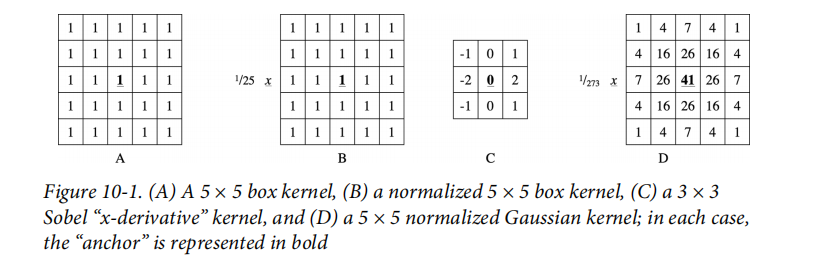 1 1 1 1 1 1 1 1 1 1 1 4 7 4 1
1 1 1 1 1 1 1 1 1 1 -1 0 1 4 16 26 16 4
1 1 1 1 1 1/25 x 1 1 1 1 1 -2 0 2 1/273 x 7 26 41 26 7
1 1 1 1 1 1 1 1 1 1 -1 0 1 4 16 26 16 4
1 1 1 1 1 1 1 1 1 1 1 4 7 4 1
A B C D
Figure 10-1. (A) A 5 × 5 box kernel, (B) a normalized 5 × 5 box kernel, (C) a 3 × 3
Sobel “x-derivative” kernel, and (D) a 5 × 5 normalized Gaussian kernel; in each case,
the “anchor” is represented in bold